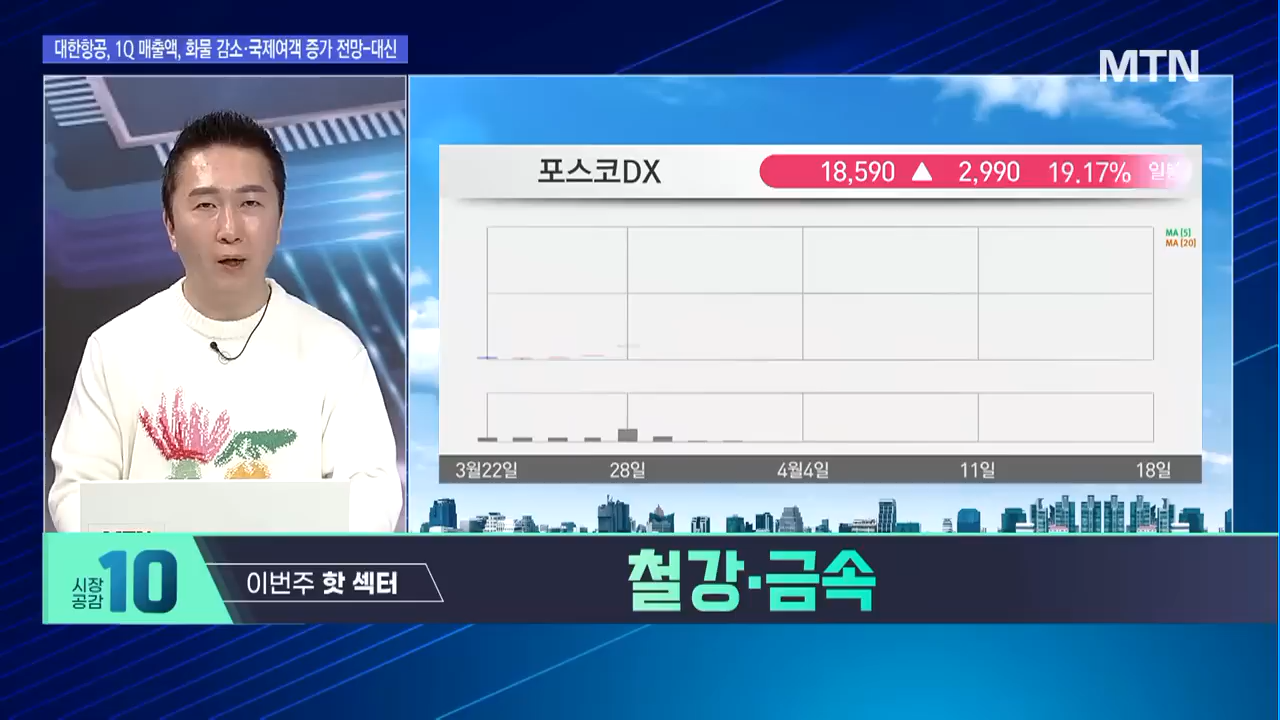 대한항공, 1Q 매출액, 화물 감소·국제여객 증가 전망-대신
MTN
포스코DX
18,590 ▲ 2,990 19.17% 일봉
MA [5]
MA [20]
3월22일 28일 4월4일 11일 18일
시장
공감
10
이번주 핫 섹터
철강·금속